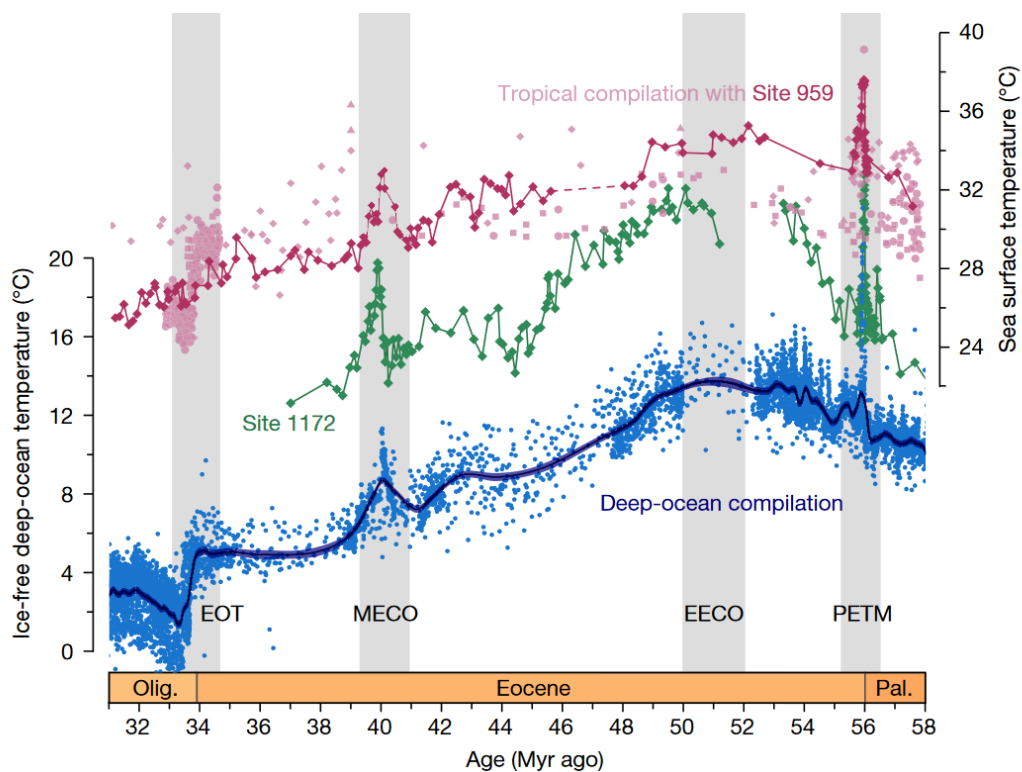 40
36
32
28
24
Sea surface temperature (°C)
Tropical compilation with Site 959
20
16
12
8
4
0
Ice-free deep-ocean temperature (°C)
Site 1172
Deep-ocean compilation
EOT
MECO
EECO
PETM
Olig.
Eocene
Pal.
32 34 36 38 40 42 44 46 48 50 52 53 54 56 58
Age (Myr ago)